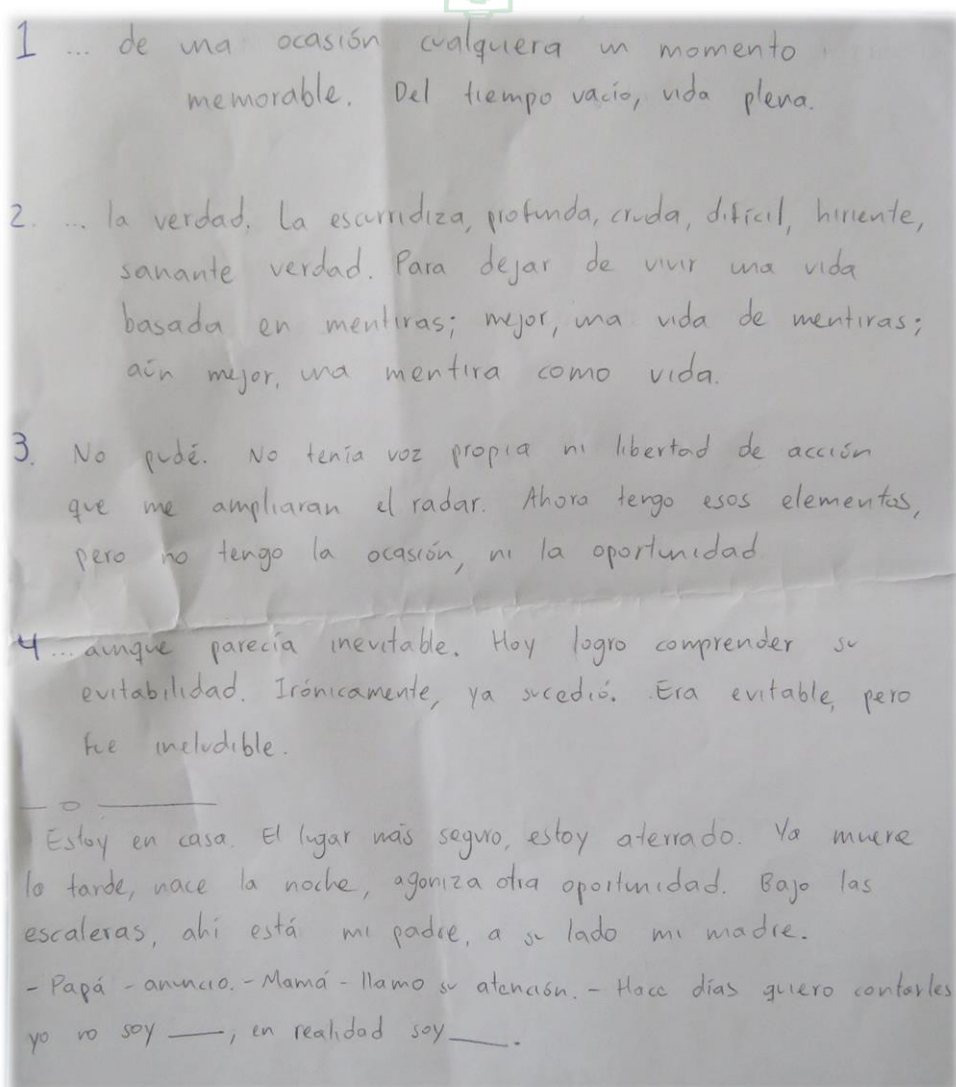 1 ... de una ocasión cualquiera un momento
memorable. Del tiempo vacío, vida plena.
2. ... la verdad. La escurridiza, profunda, cruda, difícil, hiriente,
sanante verdad. Para dejar de vivir una vida
basada en mentiras; mejor, una vida de mentiras;
aún mejor, una mentira como vida.
3. No pude. No tenía voz propia ni libertad de acción
que me ampliaran el radar. Ahora tengo esos elementos,
pero no tengo la ocasión, ni la oportunidad
4 ... aunque parecía inevitable. Hoy logro comprender su
evitabilidad. Irónicamente, ya sucedió. Era evitable, pero
fue ineludible.
Estoy en casa. El lugar más seguro, estoy aterrado. Ya muere
la tarde, nace la noche, agoniza otra oportunidad. Bajo las
escaleras, ahí está mi padre, a su lado mi madre.
- Papá - anuncio. - Mamá - llamo su atención. - Hace días quiero contarles
yo no soy ___, en realidad soy ___.